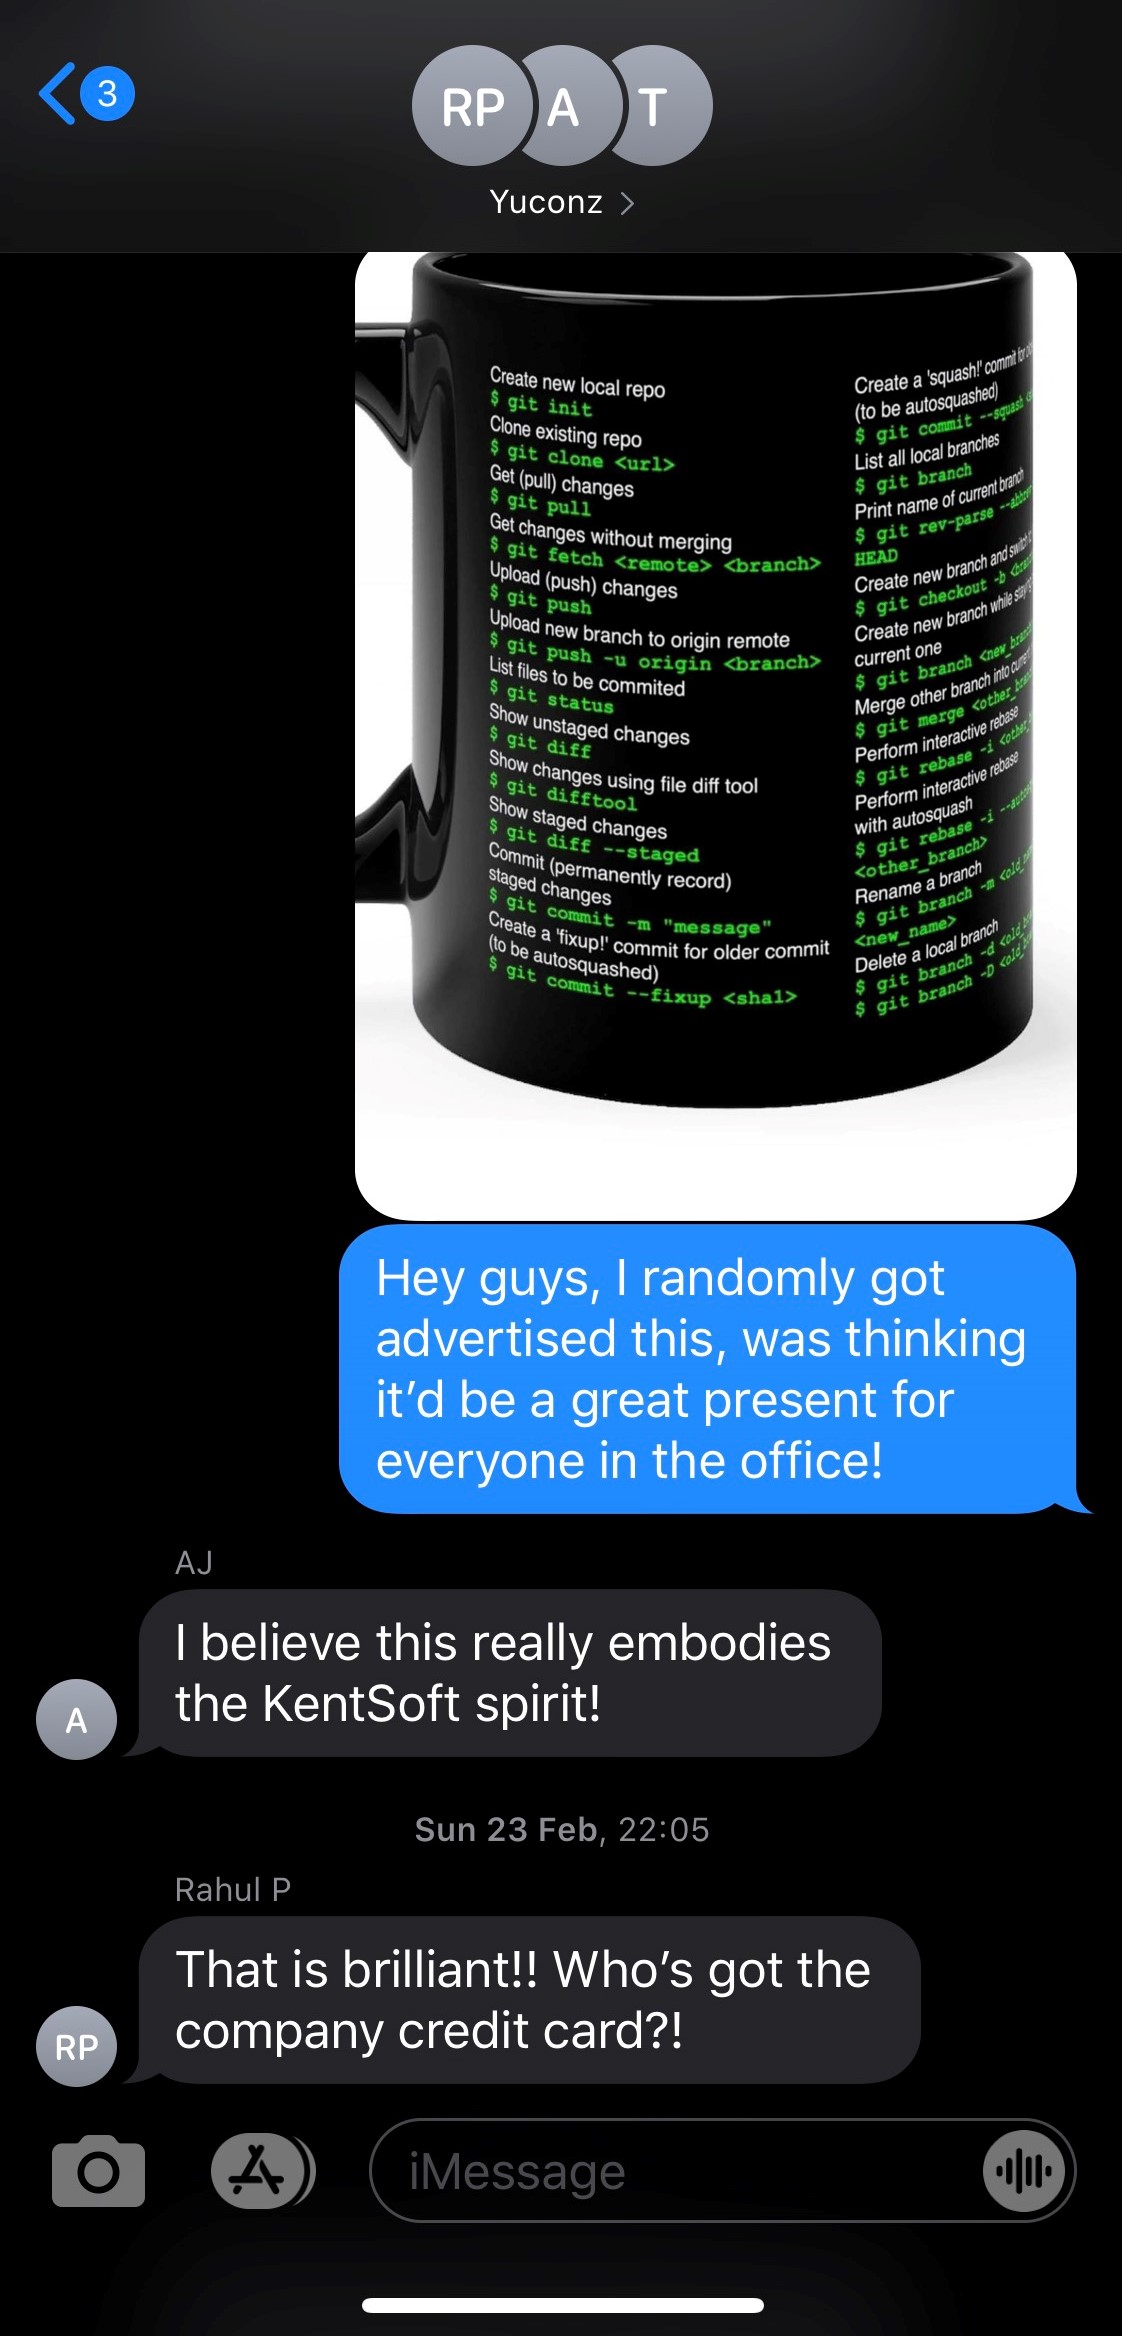 3
RP A T
Yuconz
Create new local repo
$ git init
Clone existing repo
$ git clone <url>
Get (pull) changes
$ git pull
Get changes without merging
$ git fetch <remote> <branch>
Upload (push) changes
$ git push
Upload new branch to origin remote
$ git push -u origin <branch>
List files to be commited
$ git status
Show unstaged changes
$ git diff
Show changes using file diff tool
$ git difftool
Show staged changes
$ git diff --staged
Commit (permanently record)
staged changes
$ git commit -m "message"
Create a 'fixup!' commit for older commit
(to be autosquashed)
$ git commit --fixup <sha1>
Create a 'squash!' commit for
(to be autosquashed)
$ git commit --squash
List all local branches
$ git branch
Print name of current branch
$ git rev-parse
HEAD
Create new branch and switch
$ git checkout -b
Create new branch while
current one
$ git branch
Merge other branch into
$ git merge
Perform interactive rebase
$ git rebase -i
Perform interactive rebase
with autosquash
$ git rebase -i
<other_branch>
Rename a branch
$ git branch -m
<new_name>
Delete a local branch
$ git branch -d
$ git branch -D
Hey guys, I randomly got
advertised this, was thinking
it’d be a great present for
everyone in the office!
AJ
I believe this really embodies
the KentSoft spirit!
A
Sun 23 Feb, 22:05
Rahul P
That is brilliant!! Who’s got the
company credit card?!
RP
iMessage